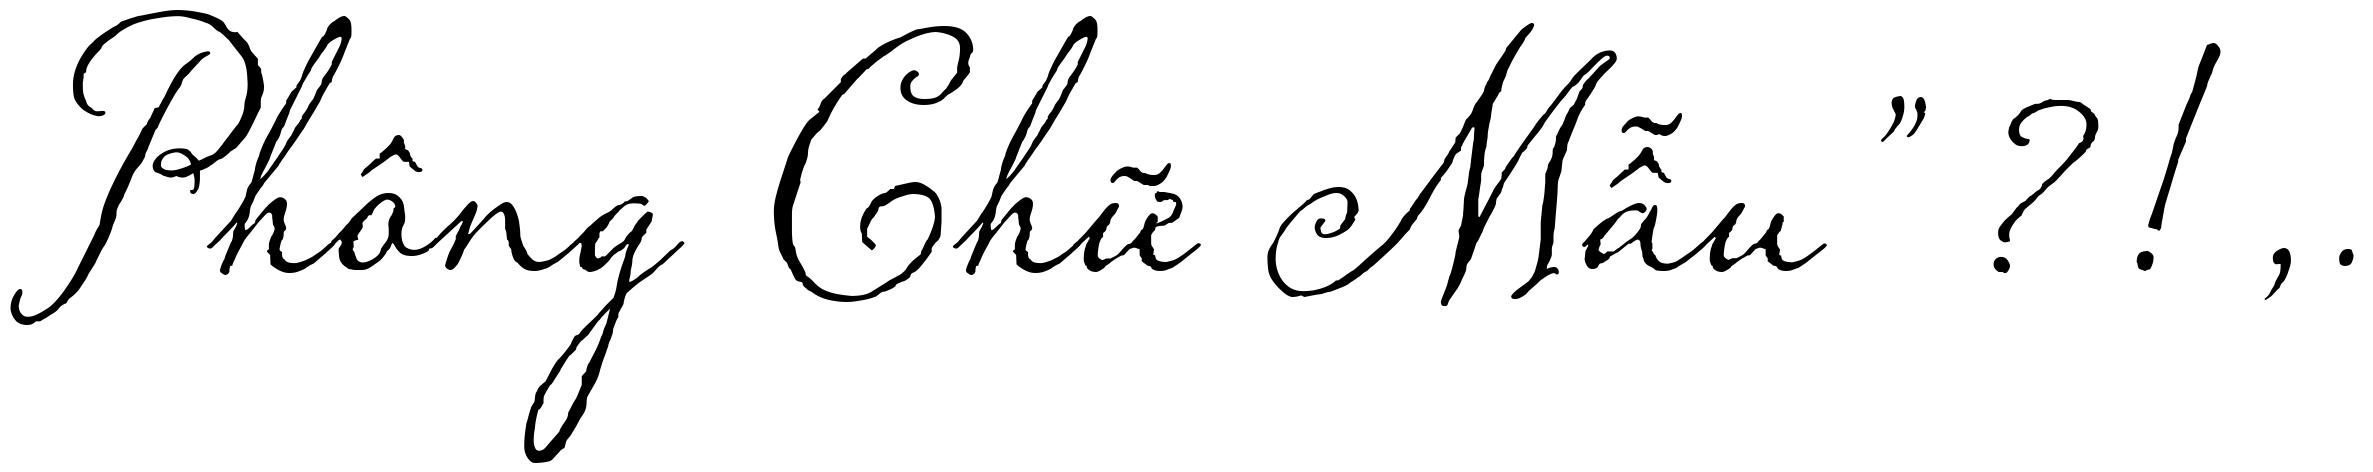 Phông Chữ Mẫu ” ? ! , .